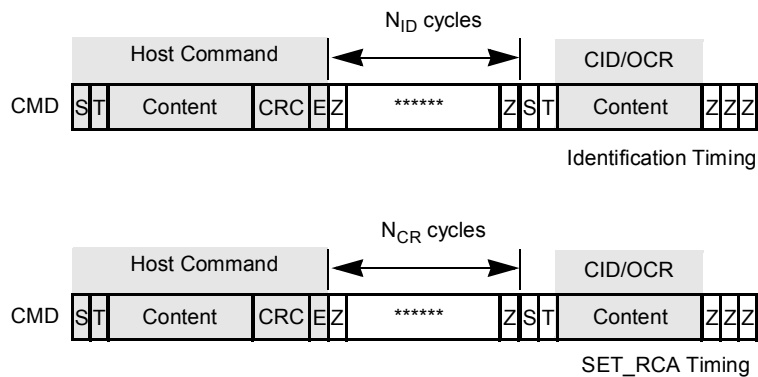 N_ID cycles
Host Command CID/OCR
CMD S T Content CRC E Z ****** Z S T Content Z Z Z
Identification Timing
N_CR cycles
Host Command CID/OCR
CMD S T Content CRC E Z ****** Z S T Content Z Z Z
SET_RCA Timing